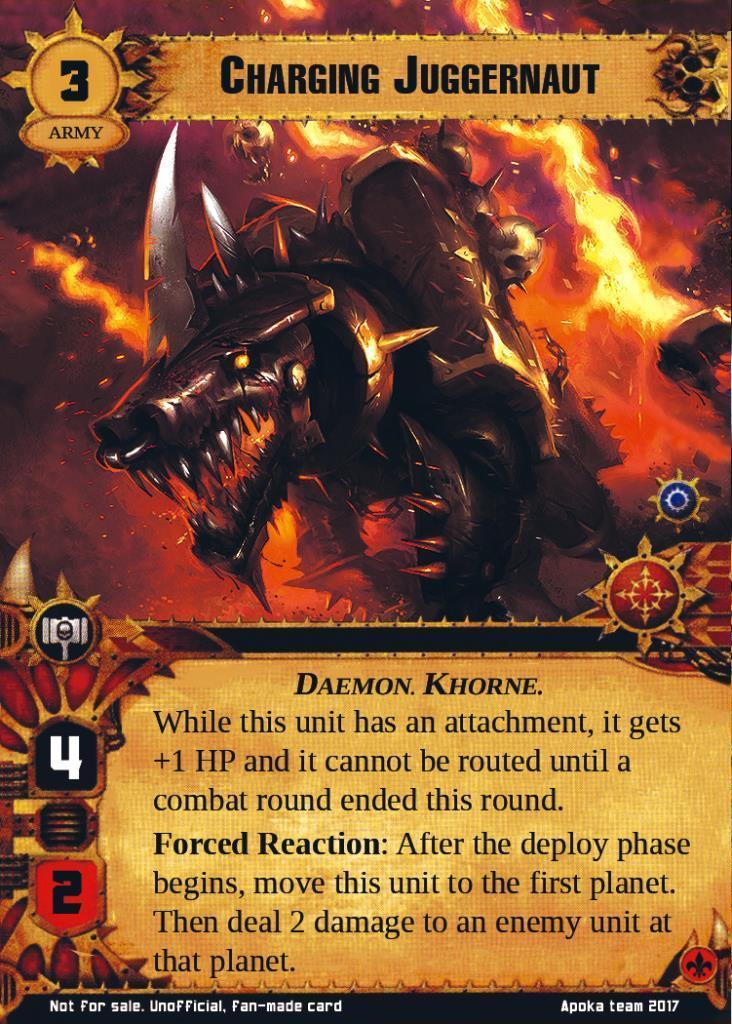 3
ARMY
CHARGING JUGGERNAUT
DAEMON. KHORNE.
4
2
While this unit has an attachment, it gets
+1 HP and it cannot be routed until a
combat round ended this round.
Forced Reaction: After the deploy phase
begins, move this unit to the first planet.
Then deal 2 damage to an enemy unit at
that planet.
Not for sale. Unofficial, fan-made card
Apoka team 2017